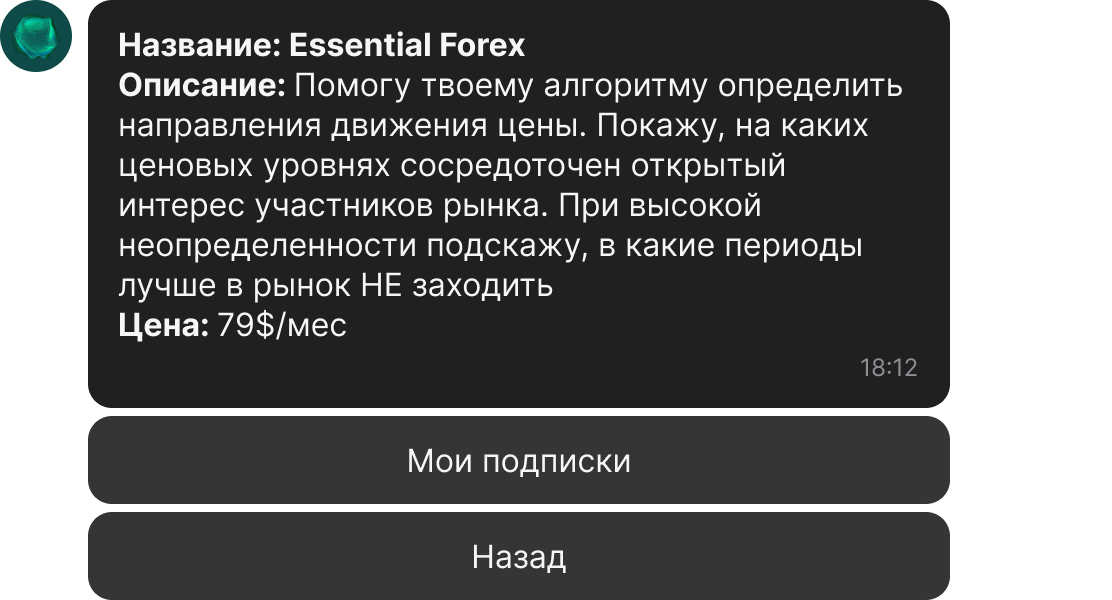 Название: Essential Forex
Описание: Помогу твоему алгоритму определить
направления движения цены. Покажу, на каких
ценовых уровнях сосредоточен открытый
интерес участников рынка. При высокой
неопределенности подскажу, в какие периоды
лучше в рынок НЕ заходить
Цена: 79$/мес
18:12
Мои подписки
Назад